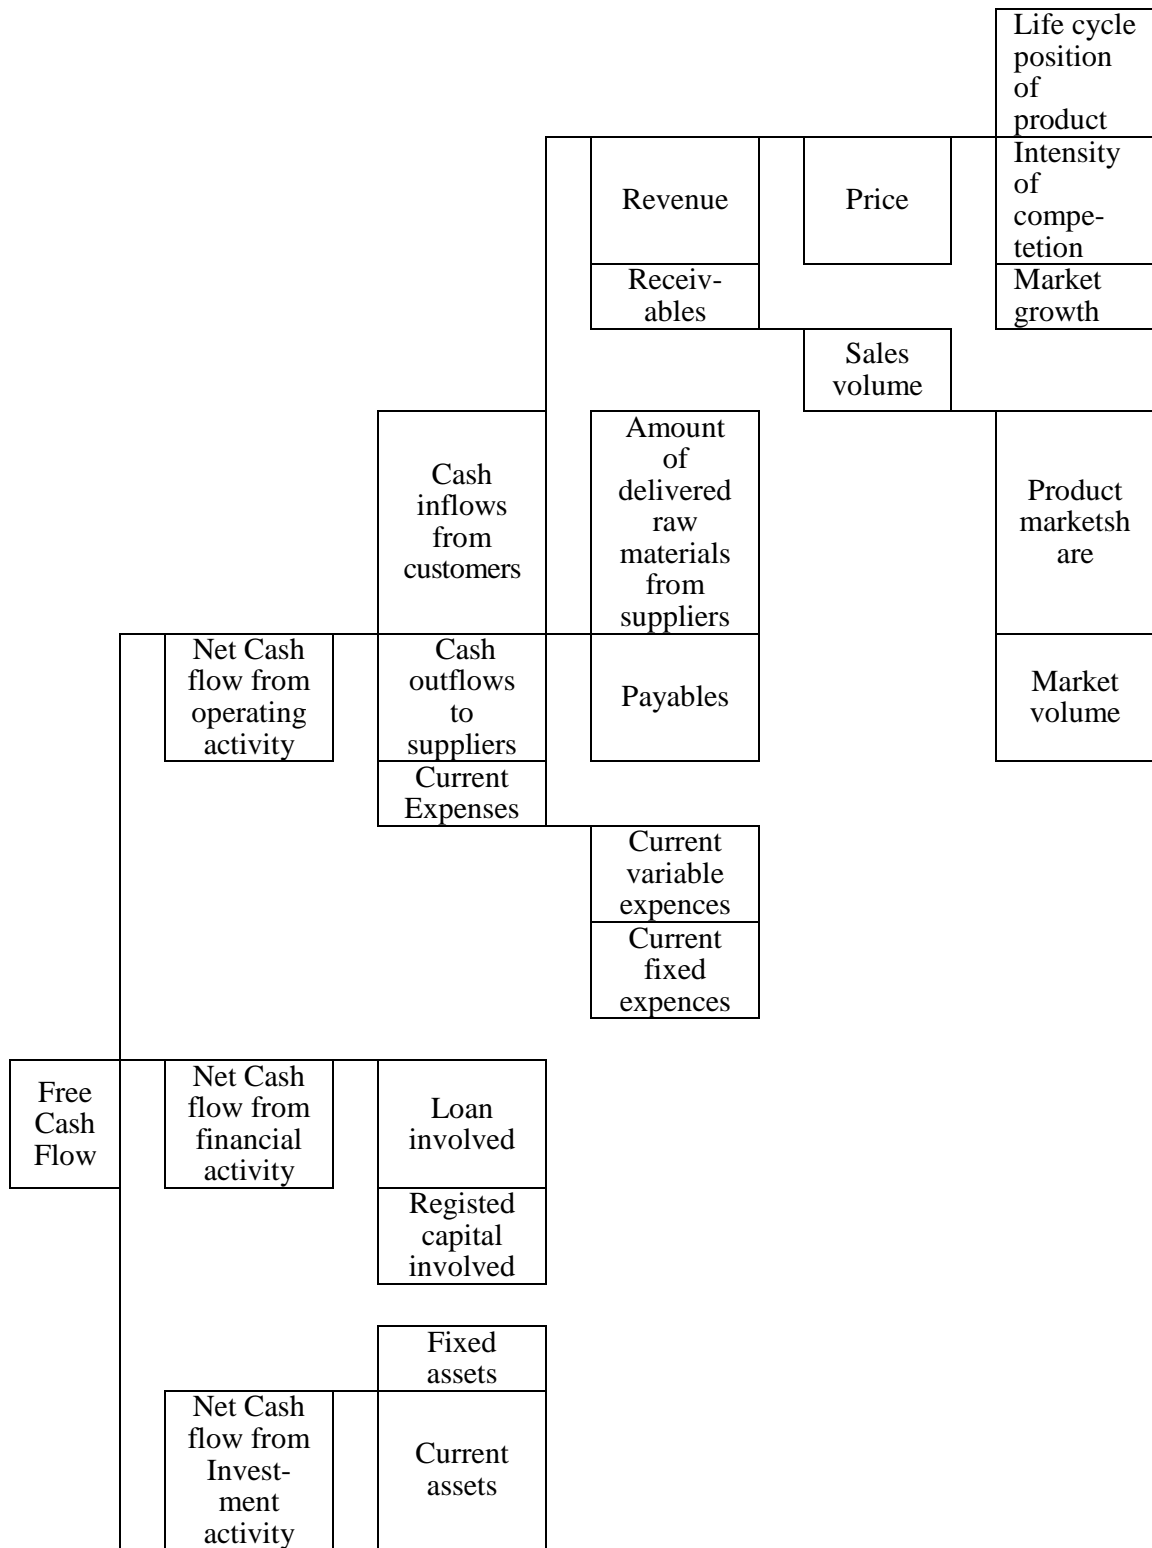 Life cycle
position
of
product
Intensity
of
compe-
tetion
Market
growth
Revenue
Price
Receiv-
ables
Sales
volume
Cash
inflows
from
customers
Amount
of
delivered
raw
materials
from
suppliers
Product
marketsh
are
Net Cash
flow from
operating
activity
Cash
outflows
to
suppliers
Payables
Market
volume
Current
Expenses
Current
variable
expences
Current
fixed
expences
Free
Cash
Flow
Net Cash
flow from
financial
activity
Loan
involved
Registed
capital
involved
Fixed
assets
Net Cash
flow from
Invest-
ment
activity
Current
assets